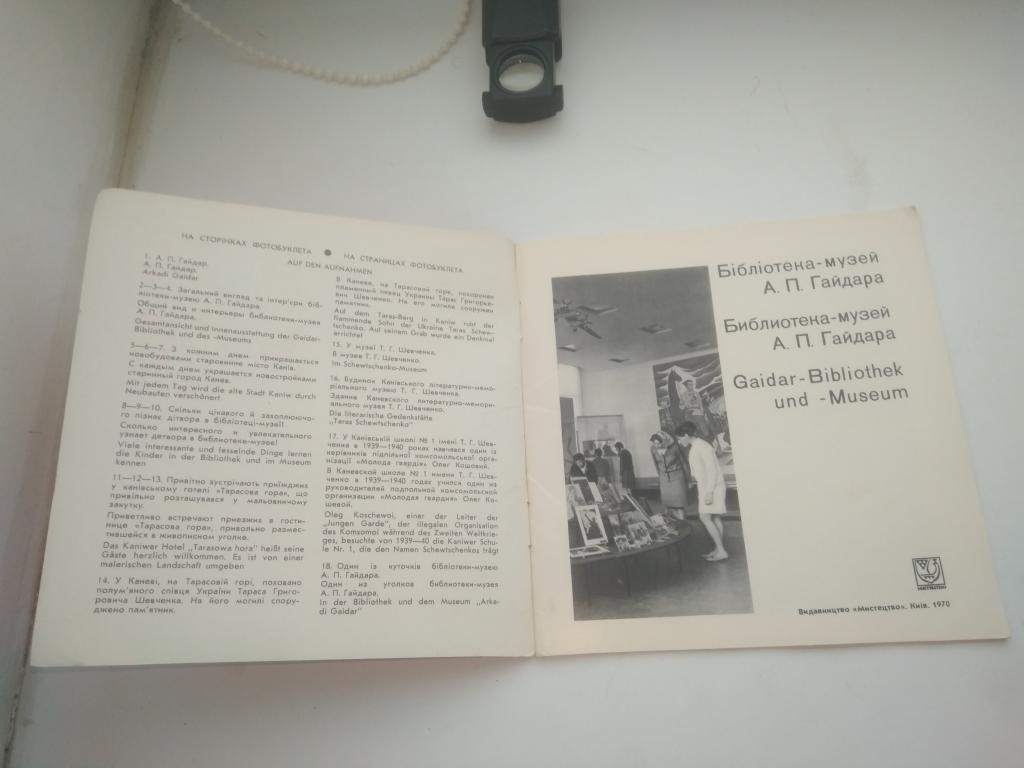 НА СТОРІНКАХ ФОТОБУКЛЕТА ● НА СТРАНИЦАХ ФОТОБУКЛЕТА
AUF DEN AUFNAHMEN
1. А. П. Гайдар.
А. П. Гайдар.
Arkadi Gaidar
2—3—4. Загальний вигляд та інтер'єри біб-
ліотеки-музею А. П. Гайдара.
Общий вид и интерьеры библиотеки-музея
А. П. Гайдара.
Gesamtansicht und Innenausstattung der Gaidar-
Bibliothek und des -Museums
5—6—7. З кожним днем прикрашається
новобудовами старовинне місто Канів.
С каждым днем украшается новостройками
старинный город Канев.
Mit jedem Tag wird die alte Stadt Kaniw durch
Neubauten verschönert
8—9—10. Скільки цікавого й захоплюючо-
го пізнає дітвора в бібліотеці-музеї!
Сколько интересного и увлекательного
узнает детвора в библиотеке-музее!
Viele interessante und fesselnde Dinge lernen
die Kinder in der Bibliothek und im Museum
kennen
11—12—13. Привітно зустрічають приїжджих
у канівському готелі «Тарасова гора», що
привільно розташувався у мальовничому
закутку.
Приветливо встречают приезжих в гости-
нице «Тарасова гора», привольно размес-
тившейся в живописном уголке.
Das Kaniwer Hotel „Tarasowa hora" heißt seine
Gäste herzlich willkommen. Es ist von einer
malerischen Landschaft umgeben
14. У Каневі, на Тарасовій горі, поховано
полум'яного співця України Тараса Григо-
ровича Шевченка. На його могилі спору-
джено пам'ятник.
В Каневе, на Тарасовой горе, похоронен
пламенный певец Украины Тарас Григорье-
вич Шевченко. На его могиле сооружен
памятник.
Auf dem Taras-Berg in Kaniw ruht der
flammende Sohn der Ukraine Taras Schew-
tschenko. Auf seinem Grab wurde ein Denkmal
errichtet
15. У музеї Т. Г. Шевченка.
В музее Т. Г. Шевченко.
Im Schewtschenko-Museum
16. Будинок Канівського літературно-мемо-
ріального музею Т. Г. Шевченка.
Здание Каневского литературно-мемори-
ального музея Т. Г. Шевченко.
Die literarische Gedenkstätte
„Taras Schewtschenko"
17. У Канівській школі № 1 імені Т. Г. Шев-
ченка в 1939—1940 роках навчався один із
керівників підпільної комсомольської орга-
нізації «Молода гвардія» Олег Кошовий.
В Каневской школе № 1 имени Т. Г. Шев-
ченко в 1939—1940 годах учился один из
руководителей подпольной комсомольской
организации «Молодая гвардия» Олег Ко-
шевой.
Oleg Koschewoi, einer der Leiter der
„Jungen Garde", der illegalen Organisation
des Komsomol während des Zweiten Weltkrie-
ges, besuchte von 1939—40 die Kaniwer Schu-
le Nr. 1, die den Namen Schewtschenkos trägt
18. Один із куточків бібліотеки-музею
А. П. Гайдара.
Один из уголков библиотеки-музея
А. П. Гайдара.
In der Bibliothek und dem Museum „Arka-
di Gaidar"
Бібліотека-музей
А. П. Гайдара
Библиотека-музей
А. П. Гайдара
Gaidar-Bibliothek
und -Museum
МИСТЕЦТВО
Видавництво «Мистецтво». Київ. 1970